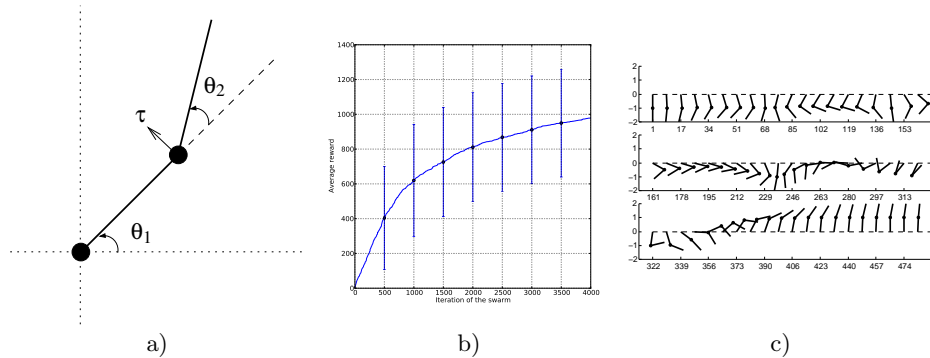 θ2
τ
θ1
a)
1400
1200
1000
800
600
400
200
0
0 500 1000 1500 2000 2500 3000 3500 4000
Average reward
Iteration of the swarm
b)
2
1
0
−1
−2
1 17 34 51 68 85 102 119 136 153
2
1
0
−1
−2
161 178 195 212 230 246 263 280 296 313
2
1
0
−1
−2
322 339 356 373 390 406 423 440 457 474
c)